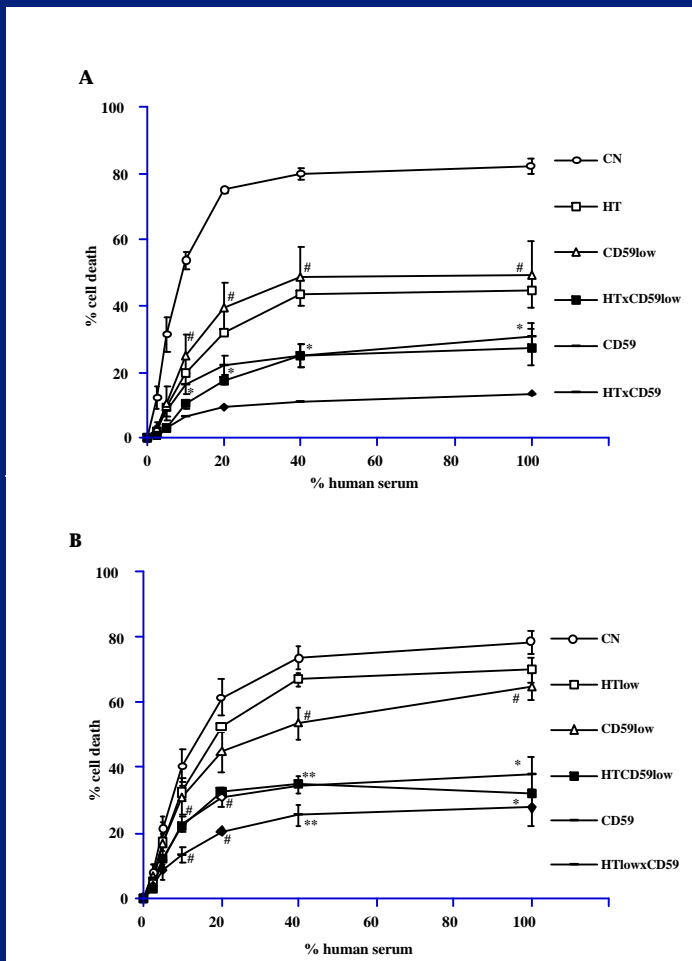 A
100
80
60
40
20
0
% cell death
0
20
40
60
80
100
% human serum
#
#
#
#
*
*
*
*
CN
HT
CD59low
HTxCD59low
CD59
HTxCD59
B
100
80
60
40
20
0
% cell death
0
20
40
60
80
100
% human serum
#
#
#
#
#
#
**
**
*
*
CN
HTlow
CD59low
HTCD59low
CD59
HTlowxCD59